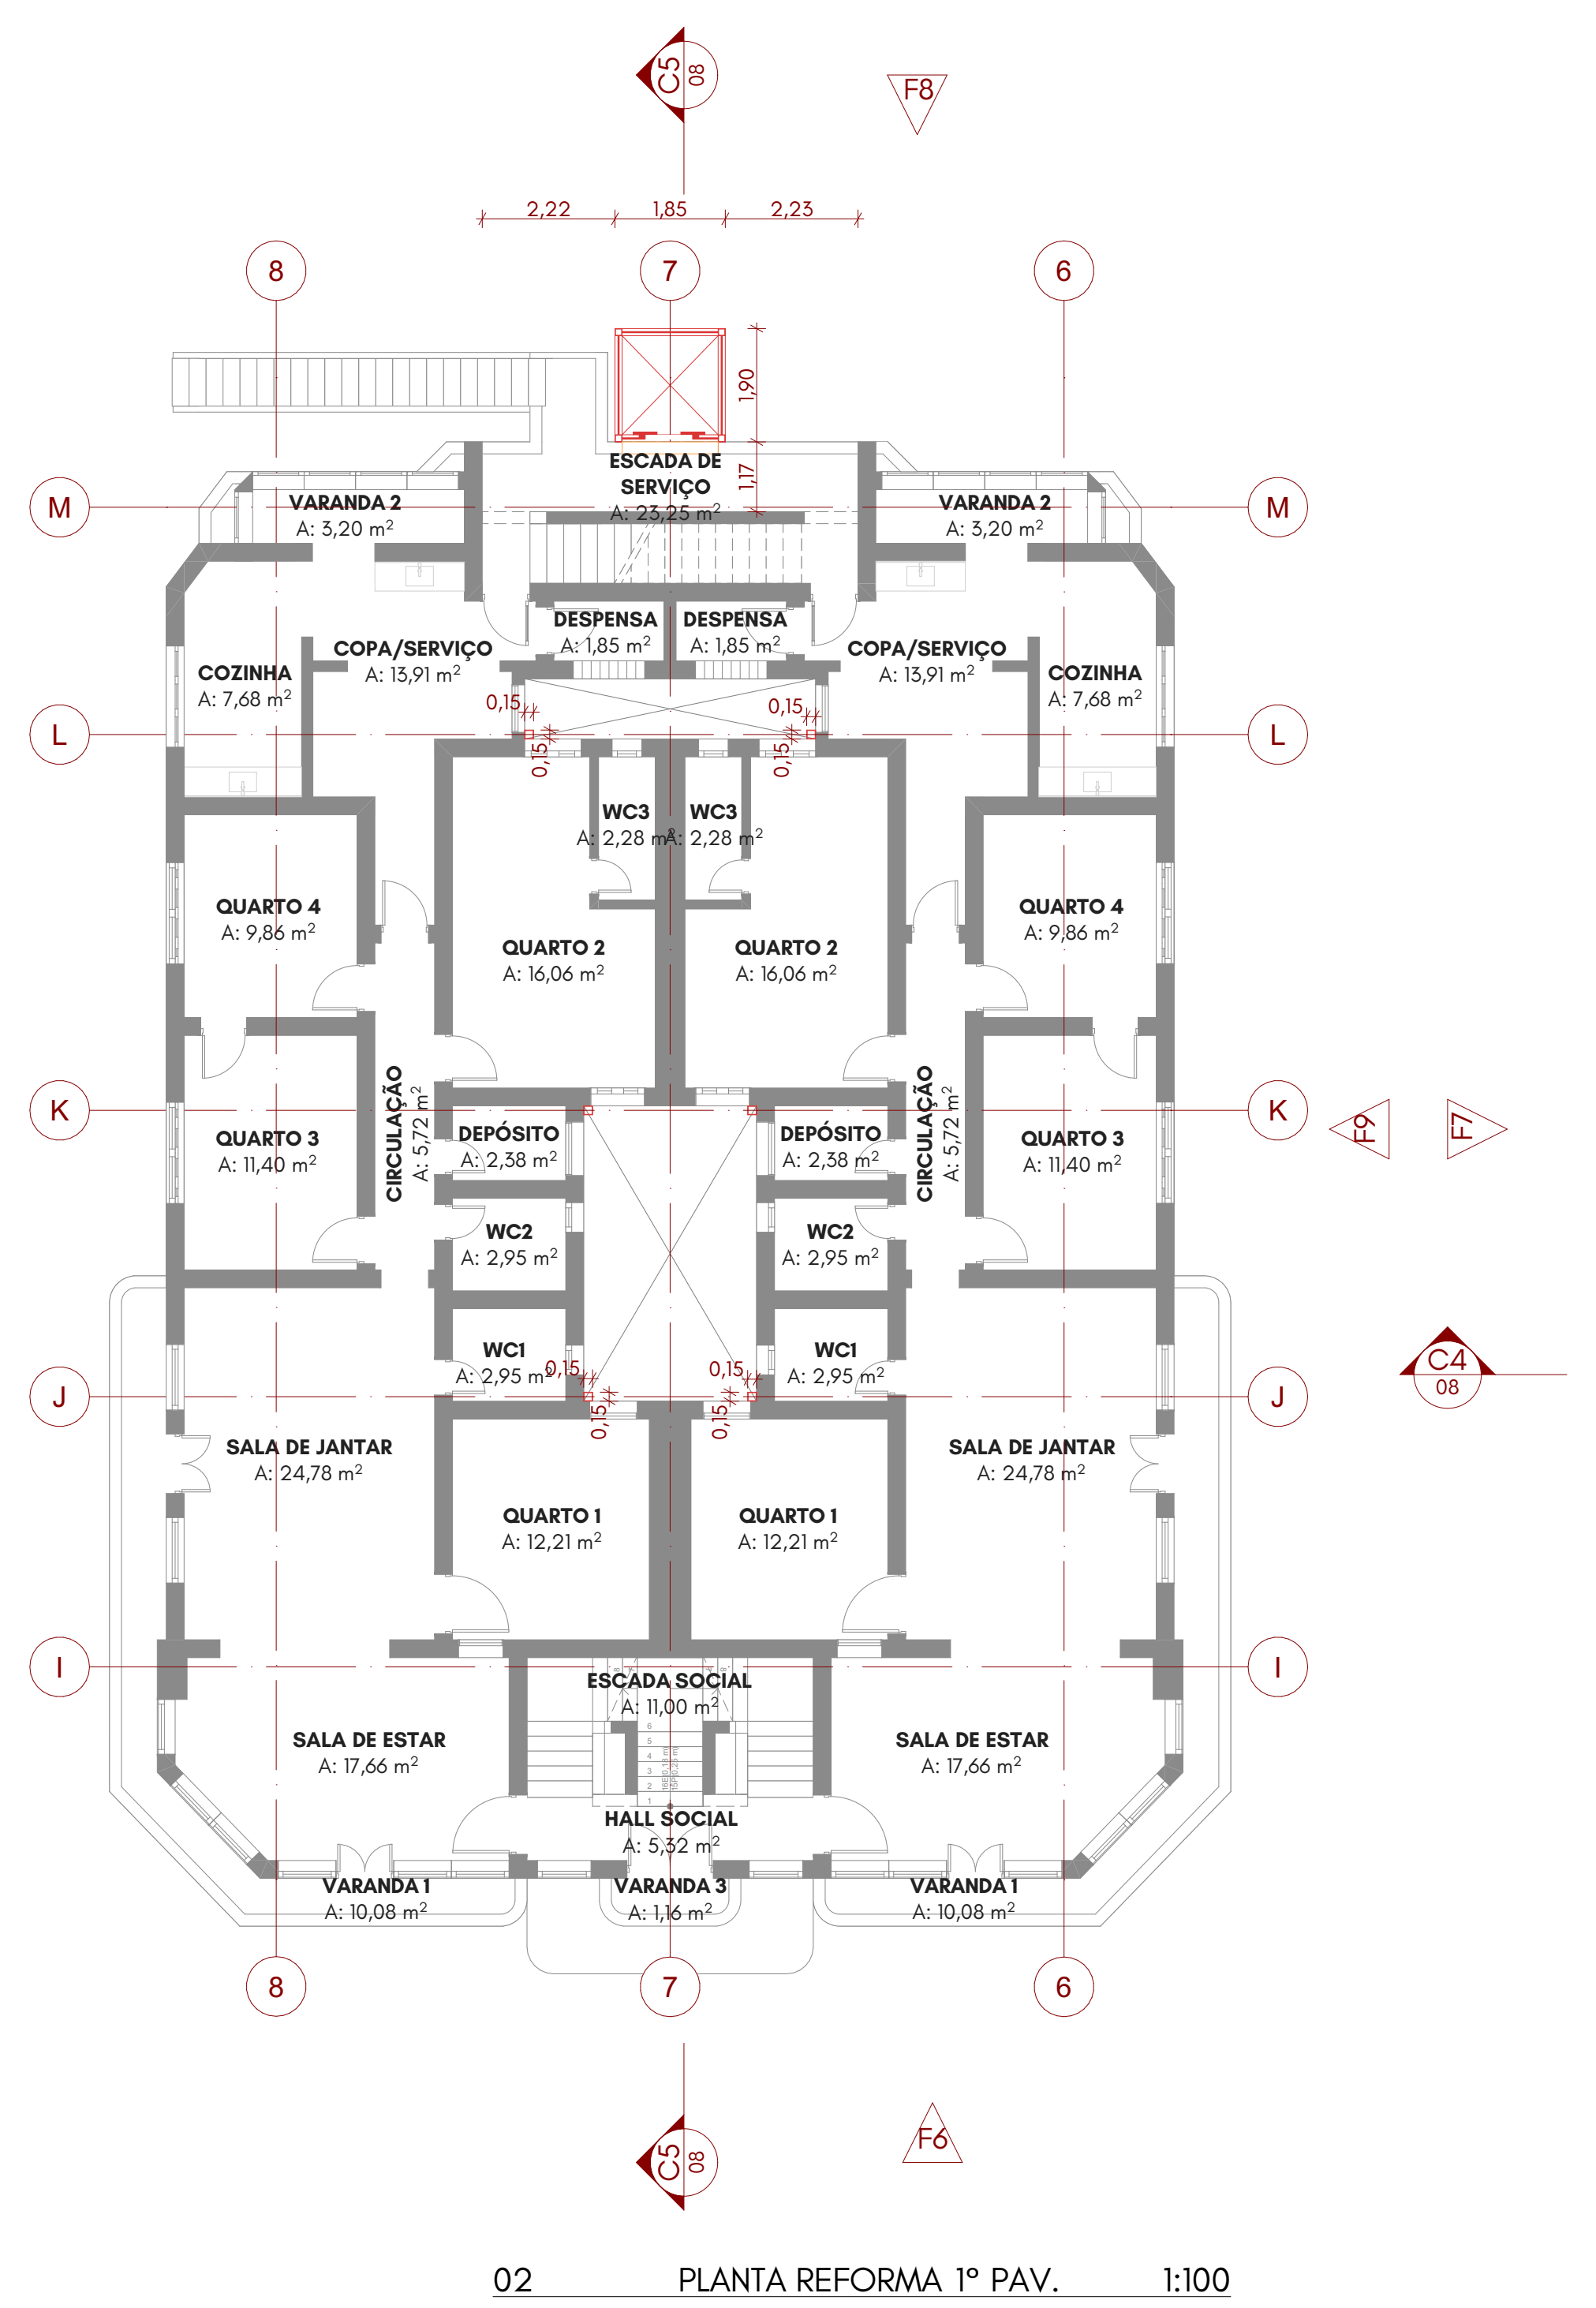 C5
08
F8
2,22 1,85 2,23
8 7 6
1,90
ESCADA DE
SERVIÇO
A: 23,25 m²
1,17
M M
VARANDA 2 VARANDA 2
A: 3,20 m² A: 3,20 m²
DESPENSA DESPENSA
A: 1,85 m² A: 1,85 m²
COPA/SERVIÇO COPA/SERVIÇO
A: 13,91 m² A: 13,91 m²
COZINHA COZINHA
A: 7,68 m² A: 7,68 m²
0,15 0,15
L L
0,15 0,15
WC3 WC3
A: 2,28 m² A: 2,28 m²
QUARTO 4 QUARTO 4
A: 9,86 m² A: 9,86 m²
QUARTO 2 QUARTO 2
A: 16,06 m² A: 16,06 m²
K K
CIRCULAÇÃO CIRCULAÇÃO
A: 5,72 m² A: 5,72 m²
F9 F7
QUARTO 3 QUARTO 3
A: 11,40 m² A: 11,40 m²
DEPÓSITO DEPÓSITO
A: 2,38 m² A: 2,38 m²
WC2 WC2
A: 2,95 m² A: 2,95 m²
WC1 WC1
A: 2,95 m² A: 2,95 m²
0,15 0,15
C4
08
J J
0,15 0,15
SALA DE JANTAR SALA DE JANTAR
A: 24,78 m² A: 24,78 m²
QUARTO 1 QUARTO 1
A: 12,21 m² A: 12,21 m²
I I
ESCADA SOCIAL
A: 11,00 m²
6
5
4
3
2
1
SALA DE ESTAR SALA DE ESTAR
A: 17,66 m² A: 17,66 m²
HALL SOCIAL
A: 5,32 m²
VARANDA 1 VARANDA 3 VARANDA 1
A: 10,08 m² A: 1,16 m² A: 10,08 m²
8 7 6
C5
08
F6
02 PLANTA REFORMA 1° PAV. 1:100